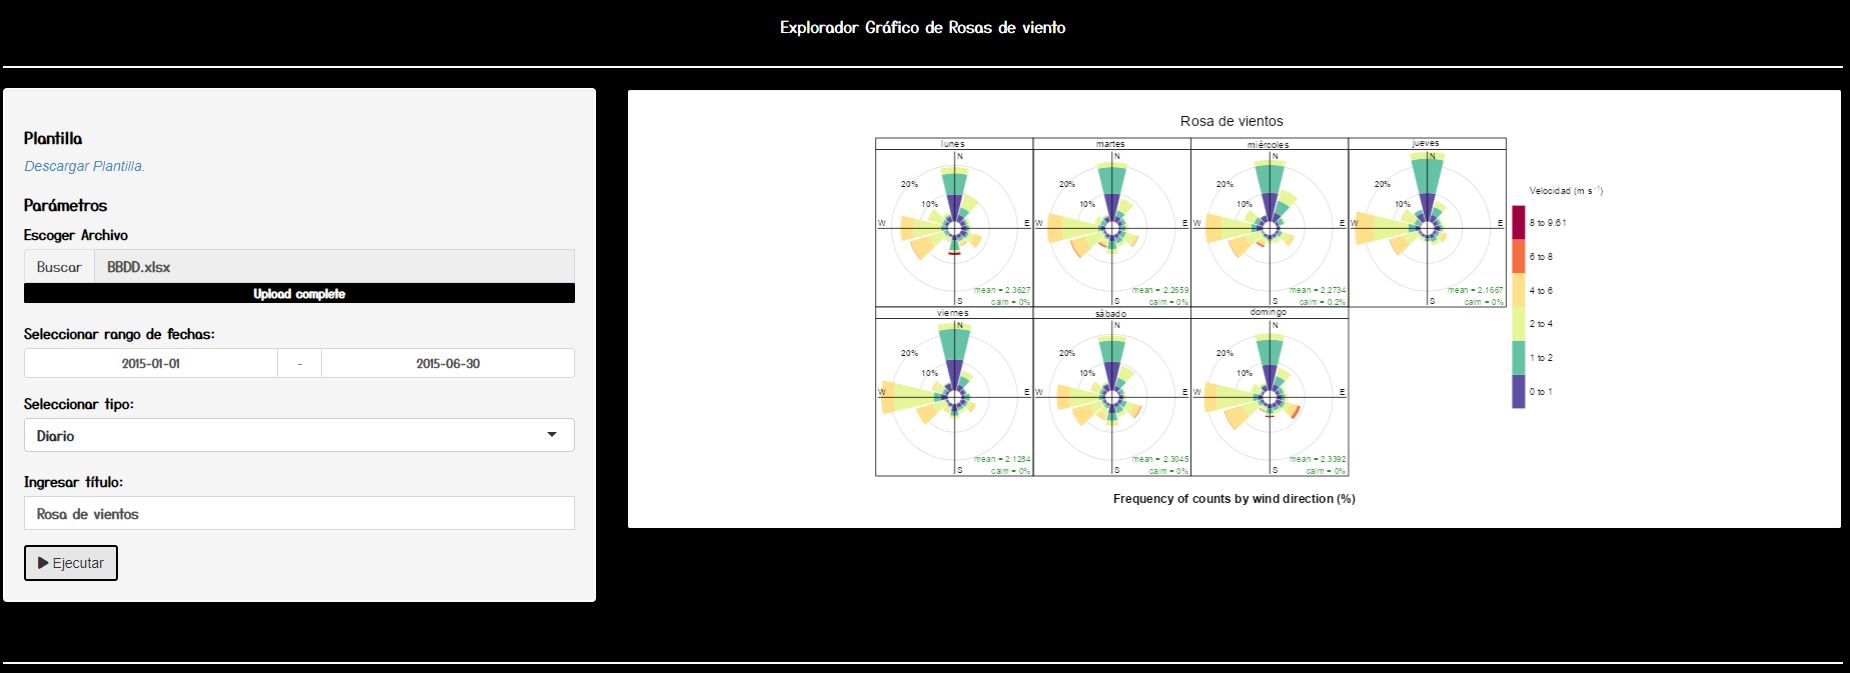 Explorador Gráfico de Rosas de viento
Plantilla
Descargar Plantilla.
Parámetros
Escoger Archivo
Buscar BBDD.xlsx
Upload complete
Seleccionar rango de fechas:
2015-01-01 - 2015-06-30
Seleccionar tipo:
Diario
Ingresar título:
Rosa de vientos
Ejecutar
Rosa de vientos
lunes
N
20%
10%
W E
mean = 2.3627
S calm = 0%
martes
N
20%
10%
W E
mean = 2.2559
S calm = 0%
miércoles
N
20%
10%
W E
mean = 2.2734
S calm = 0.2%
jueves
N
20%
10%
W E
mean = 2.1667
S calm = 0%
viernes
N
20%
10%
W E
mean = 2.1284
S calm = 0%
sábado
N
20%
10%
W E
mean = 2.3045
S calm = 0%
domingo
N
20%
10%
W E
mean = 2.3392
S calm = 0%
Velocidad (m s⁻¹)
8 to 9.61
6 to 8
4 to 6
2 to 4
1 to 2
0 to 1
Frequency of counts by wind direction (%)